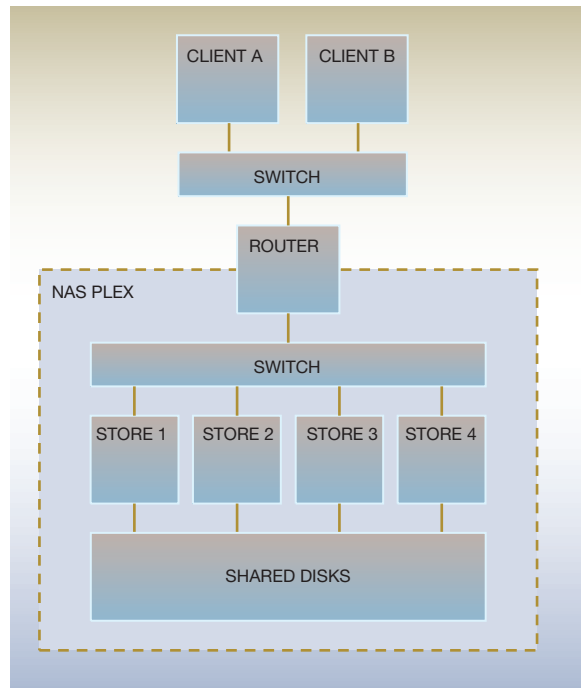 CLIENT A
CLIENT B
SWITCH
ROUTER
NAS PLEX
SWITCH
STORE 1
STORE 2
STORE 3
STORE 4
SHARED DISKS